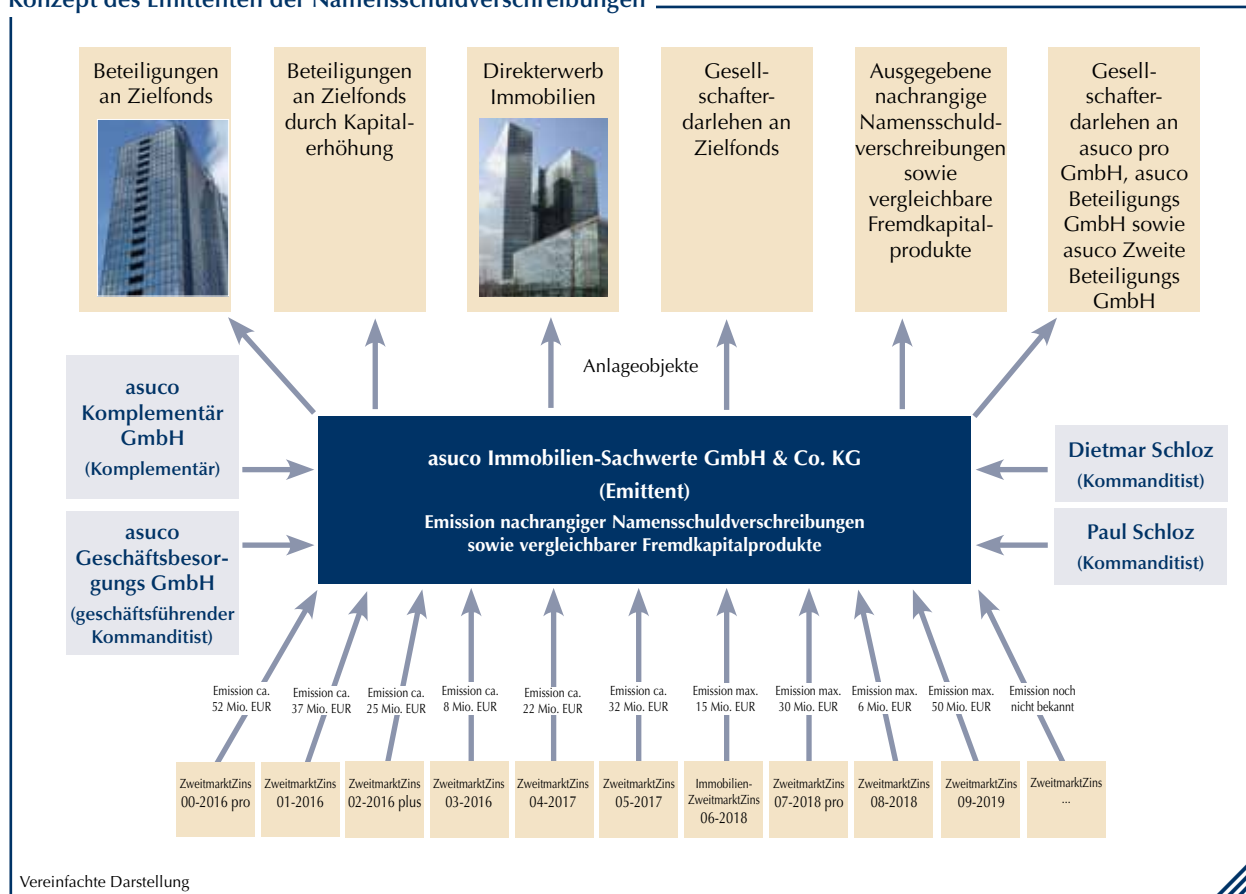 Konzept des Emittenten der Namensschuldverschreibungen
Beteiligungen
an Zielfonds
Beteiligungen
an Zielfonds
durch Kapital-
erhöhung
Direkterwerb
Immobilien
Gesell-
schafter-
darlehen an
Zielfonds
Ausgegebene
nachrangige
Namensschuld-
verschreibungen
sowie
vergleichbare
Fremdkapital-
produkte
Gesell-
schafter-
darlehen an
asuco pro
GmbH, asuco
Beteiligungs
GmbH sowie
asuco Zweite
Beteiligungs
GmbH
Anlageobjekte
asuco
Komplementär
GmbH
(Komplementär)
asuco
Geschäftsbesor-
gungs GmbH
(geschäftsführender
Kommanditist)
asuco Immobilien-Sachwerte GmbH & Co. KG
(Emittent)
Emission nachrangiger Namensschuldverschreibungen
sowie vergleichbarer Fremdkapitalprodukte
Dietmar Schloz
(Kommanditist)
Paul Schloz
(Kommanditist)
Emission ca.
52 Mio. EUR
Emission ca.
37 Mio. EUR
Emission ca.
25 Mio. EUR
Emission ca.
8 Mio. EUR
Emission ca.
22 Mio. EUR
Emission ca.
32 Mio. EUR
Emission max.
15 Mio. EUR
Emission max.
30 Mio. EUR
Emission max.
6 Mio. EUR
Emission max.
50 Mio. EUR
Emission noch
nicht bekannt
ZweitmarktZins
00-2016 pro
ZweitmarktZins
01-2016
ZweitmarktZins
02-2016 plus
ZweitmarktZins
03-2016
ZweitmarktZins
04-2017
ZweitmarktZins
05-2017
Immobilien-
ZweitmarktZins
06-2018
ZweitmarktZins
07-2018 pro
ZweitmarktZins
08-2018
ZweitmarktZins
09-2019
ZweitmarktZins
...
Vereinfachte Darstellung